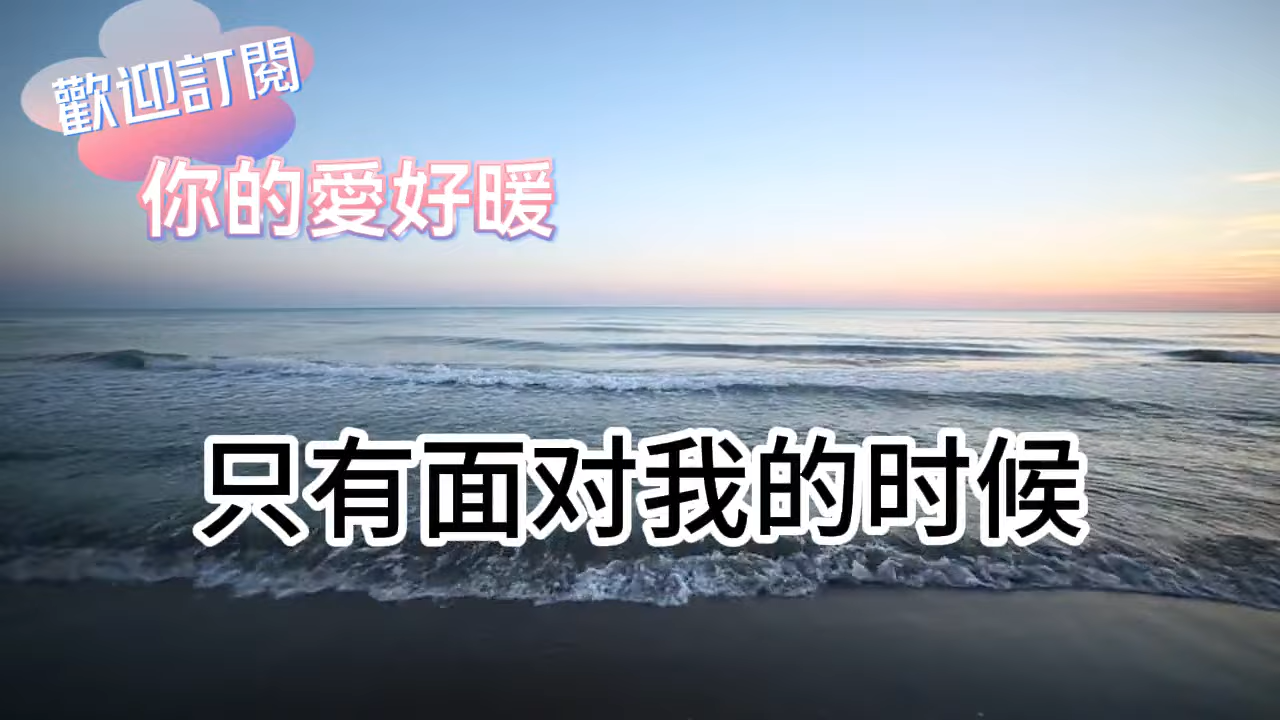 歡迎訂閱
你的愛好暖
只有面对我的时候